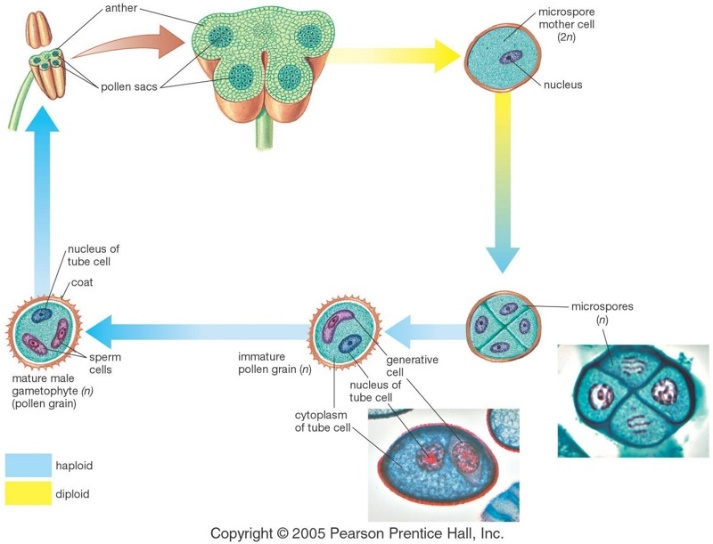 anther
pollen sacs
microspore
mother cell
(2n)
nucleus
nucleus of
tube cell
coat
sperm
cells
mature male
gametophyte (n)
(pollen grain)
immature
pollen grain (n)
generative
cell
nucleus of
tube cell
cytoplasm
of tube cell
microspores
(n)
haploid
diploid
Copyright © 2005 Pearson Prentice Hall, Inc.